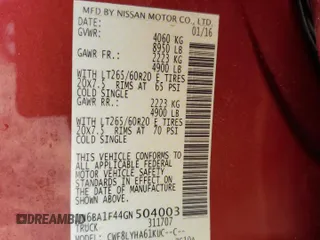 MFD BY NISSAN MOTOR CO., LTD.
DATE: 01/16
GVWR: 4060 KG
8950 LB
GAWR FR.: 2223 KG
4900 LB
WITH LT265/60R20 E TIRES
20X7.5 RIMS AT 65 PSI
COLD SINGLE
GAWR RR.: 2223 KG
4900 LB
WITH LT265/60R20 E TIRES
20X7.5 RIMS AT 70 PSI
COLD SINGLE
THIS VEHICLE CONFORMS TO ALL
APPLICABLE FEDERAL MOTOR
VEHICLE SAFETY STANDARDS
IN EFFECT ON THE DATE OF
MANUFACTURE SHOWN ABOVE.
6BA1F44GN504003
TRUCK 311707
MODEL:
DREAMBID